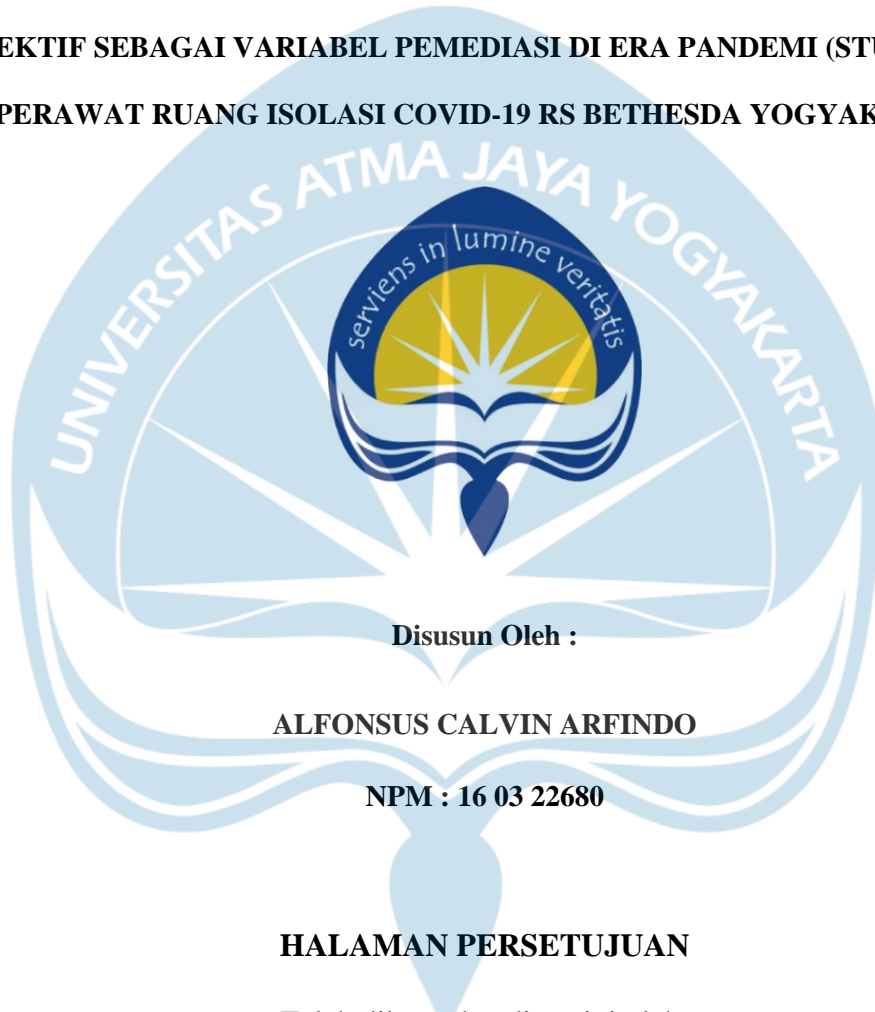 EKTIF SEBAGAI VARIABEL PEMEDIASI DI ERA PANDEMI (STU
PERAWAT RUANG ISOLASI COVID-19 RS BETHESDA YOGYAK
UNIVERSITAS ATMA JAYA YOGYAKARTA
serviens in lumine veritatis
Disusun Oleh :
ALFONSUS CALVIN ARFINDO
NPM : 16 03 22680
HALAMAN PERSETUJUAN